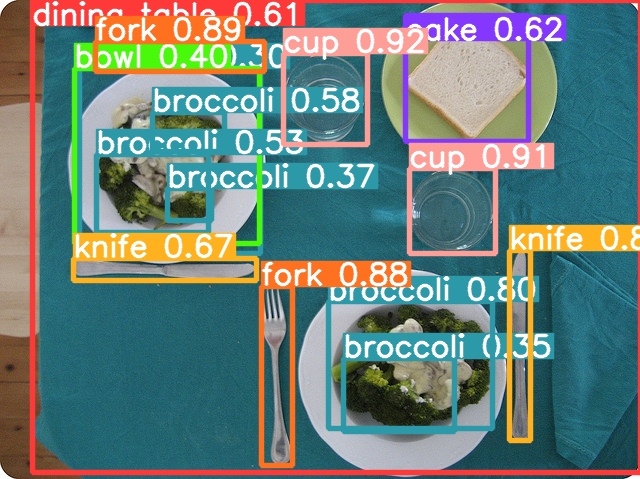 dining table 0.61
fork 0.89
cup 0.92
cake 0.62
bowl 0.40
0.30
broccoli 0.58
broccoli 0.53
cup 0.91
broccoli 0.37
knife 0.67
knife 0.8
fork 0.88
broccoli 0.80
broccoli 0.35